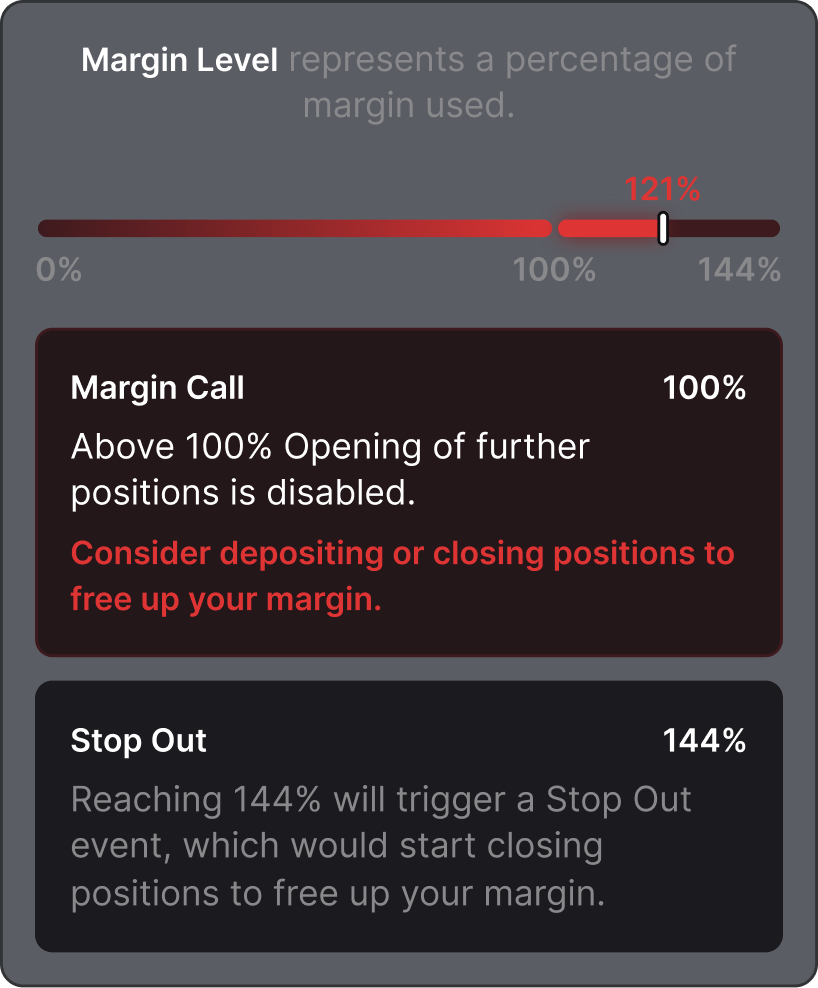 Margin Level represents a percentage of
margin used.
121%
0% 100% 144%
Margin Call 100%
Above 100% Opening of further
positions is disabled.
Consider depositing or closing positions to
free up your margin.
Stop Out 144%
Reaching 144% will trigger a Stop Out
event, which would start closing
positions to free up your margin.